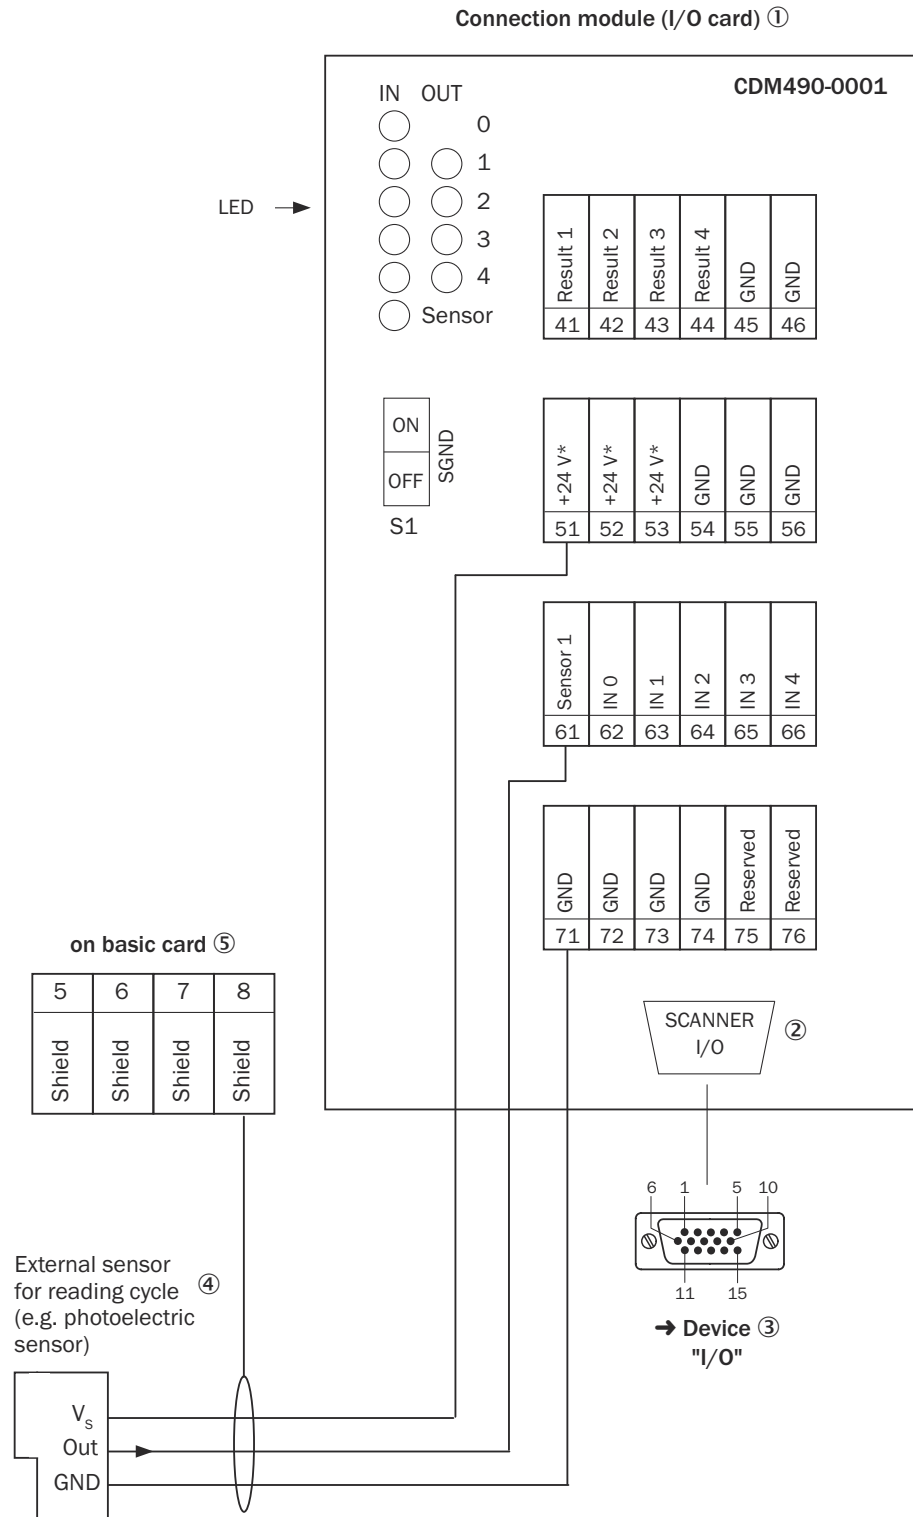 Connection module (I/O card) ①
CDM490-0001
IN OUT
0
1
2
3
4
Sensor
LED
Result 1 Result 2 Result 3 Result 4 GND GND
41 42 43 44 45 46
ON
OFF
SGND
S1
+24 V* +24 V* +24 V* GND GND GND
51 52 53 54 55 56
Sensor 1 IN 0 IN 1 IN 2 IN 3 IN 4
61 62 63 64 65 66
GND GND GND GND Reserved Reserved
71 72 73 74 75 76
on basic card ⑤
5 6 7 8
Shield Shield Shield Shield
SCANNER
I/O
②
6 1 5 10
11 15
➜ Device ③
"I/O"
External sensor
for reading cycle ④
(e.g. photoelectric
sensor)
Vs
Out
GND